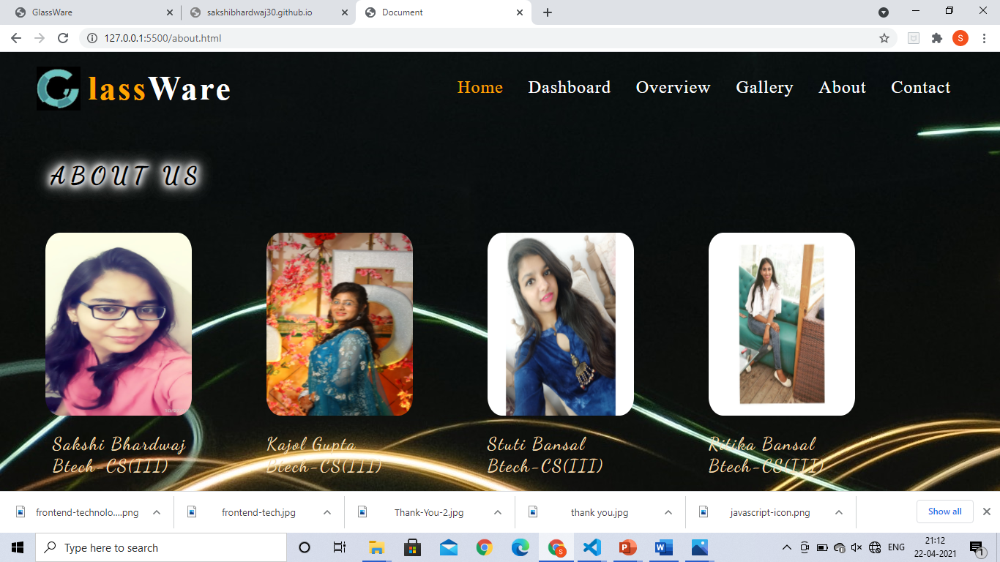 GlassWare
sakshibhardwaj30.github.io
Document
127.0.0.1:5500/about.html
S
lassWare
Home Dashboard Overview Gallery About Contact
ABOUT US
Sakshi Bhardwaj
Btech-CS(III)
Kajol Gupta
Btech-CS(III)
Stuti Bansal
Btech-CS(III)
Ritika Bansal
Btech-CS(III)
frontend-technolo....png
frontend-tech.jpg
Thank-You-2.jpg
thank you.jpg
javascript-icon.png
Show all
Type here to search
ENG
21:12
22-04-2021
1